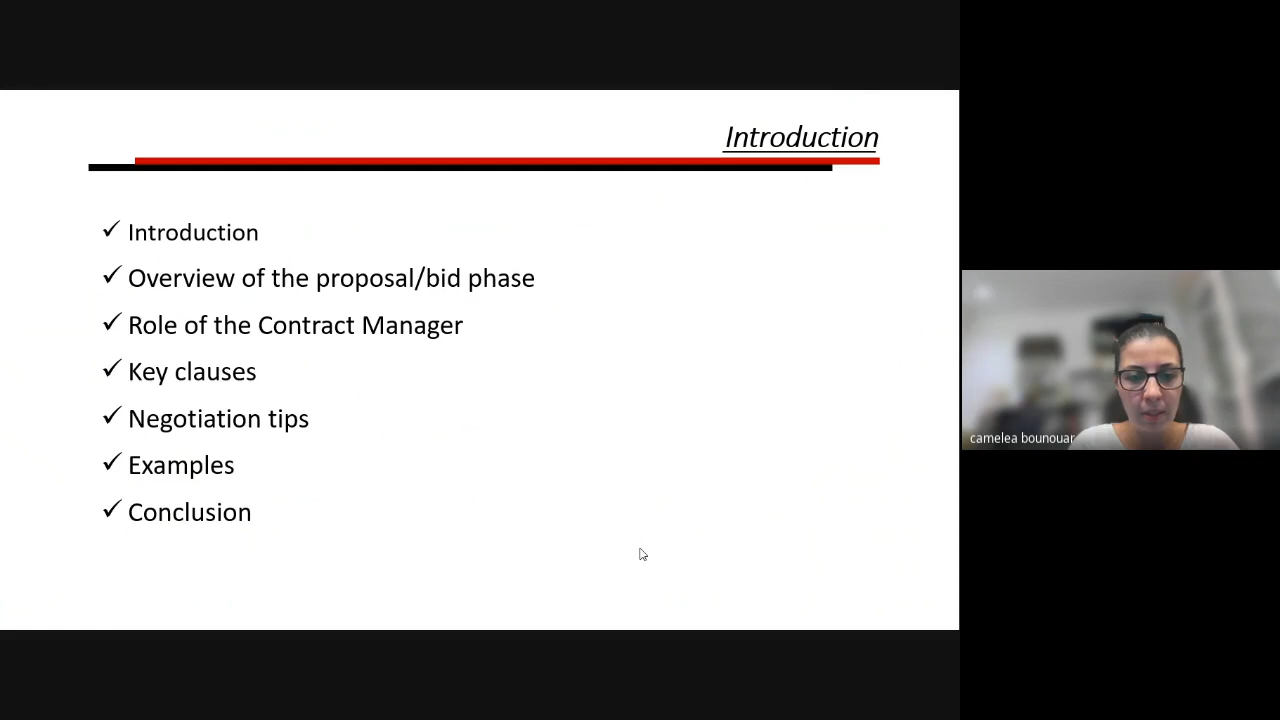 Introduction
✓ Introduction
✓ Overview of the proposal/bid phase
✓ Role of the Contract Manager
✓ Key clauses
✓ Negotiation tips
✓ Examples
✓ Conclusion
camelea bounouar